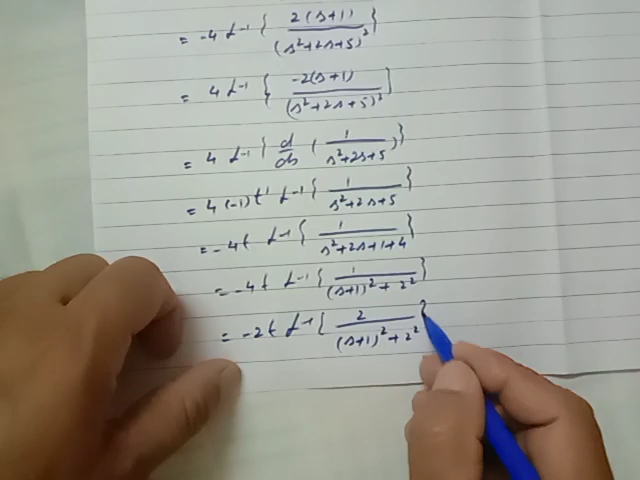 = -4 L⁻¹ { 2(s+1) / (s²+2s+5)² }
= 4 L⁻¹ { -2(s+1) / (s²+2s+5)² }
= 4 L⁻¹ { d/ds ( 1 / s²+2s+5 ) }
= 4 (-1) t¹ L⁻¹ { 1 / s²+2s+5 }
= -4t L⁻¹ { 1 / s²+2s+1+4 }
= -4t L⁻¹ { 1 / (s+1)² + 2² }
= -2t L⁻¹ { 2 / (s+1)² + 2² }